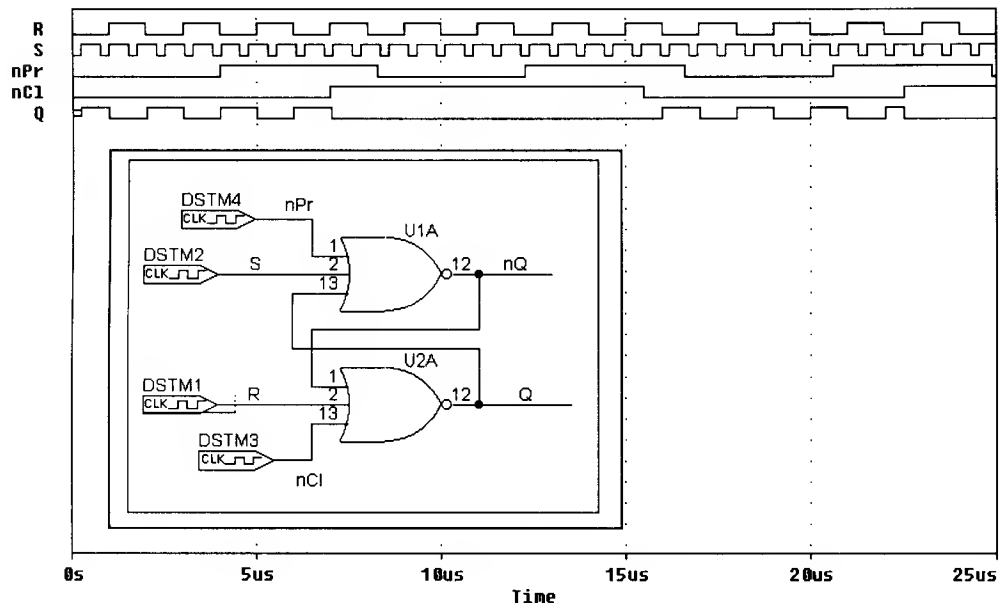 R
S
nPr
nCl
Q
DSTM4
CLK
nPr
U1A
DSTM2
CLK
S
1
2
13
12
nQ
U2A
DSTM1
CLK
R
1
2
13
12
Q
DSTM3
CLK
nCl
0s
5us
10us
15us
20us
25us
Time